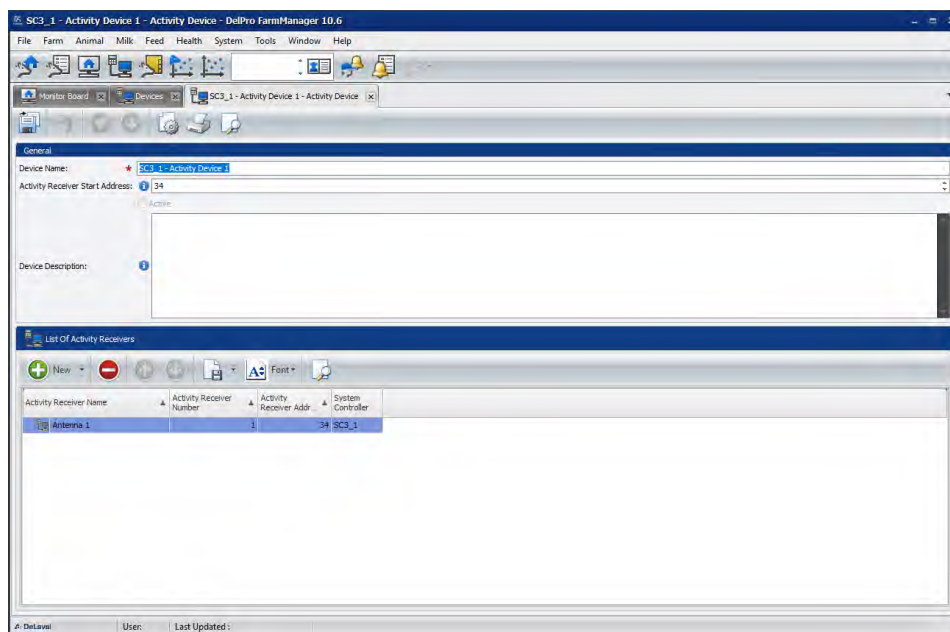 SC3_1 - Activity Device 1 - Activity Device - DelPro FarmManager 10.6
File Farm Animal Milk Feed Health System Tools Window Help
Monitor Board Devices SC3_1 - Activity Device 1 - Activity Device
General
Device Name: * SC3_1 - Activity Device 1
Activity Receiver Start Address: 34
Active
Device Description:
List Of Activity Receivers
New A Font
Activity Receiver Name Activity Receiver Number Activity Receiver Addr... System Controller
Antenna 1 1 34 SC3_1
DeLaval User: Last Updated :